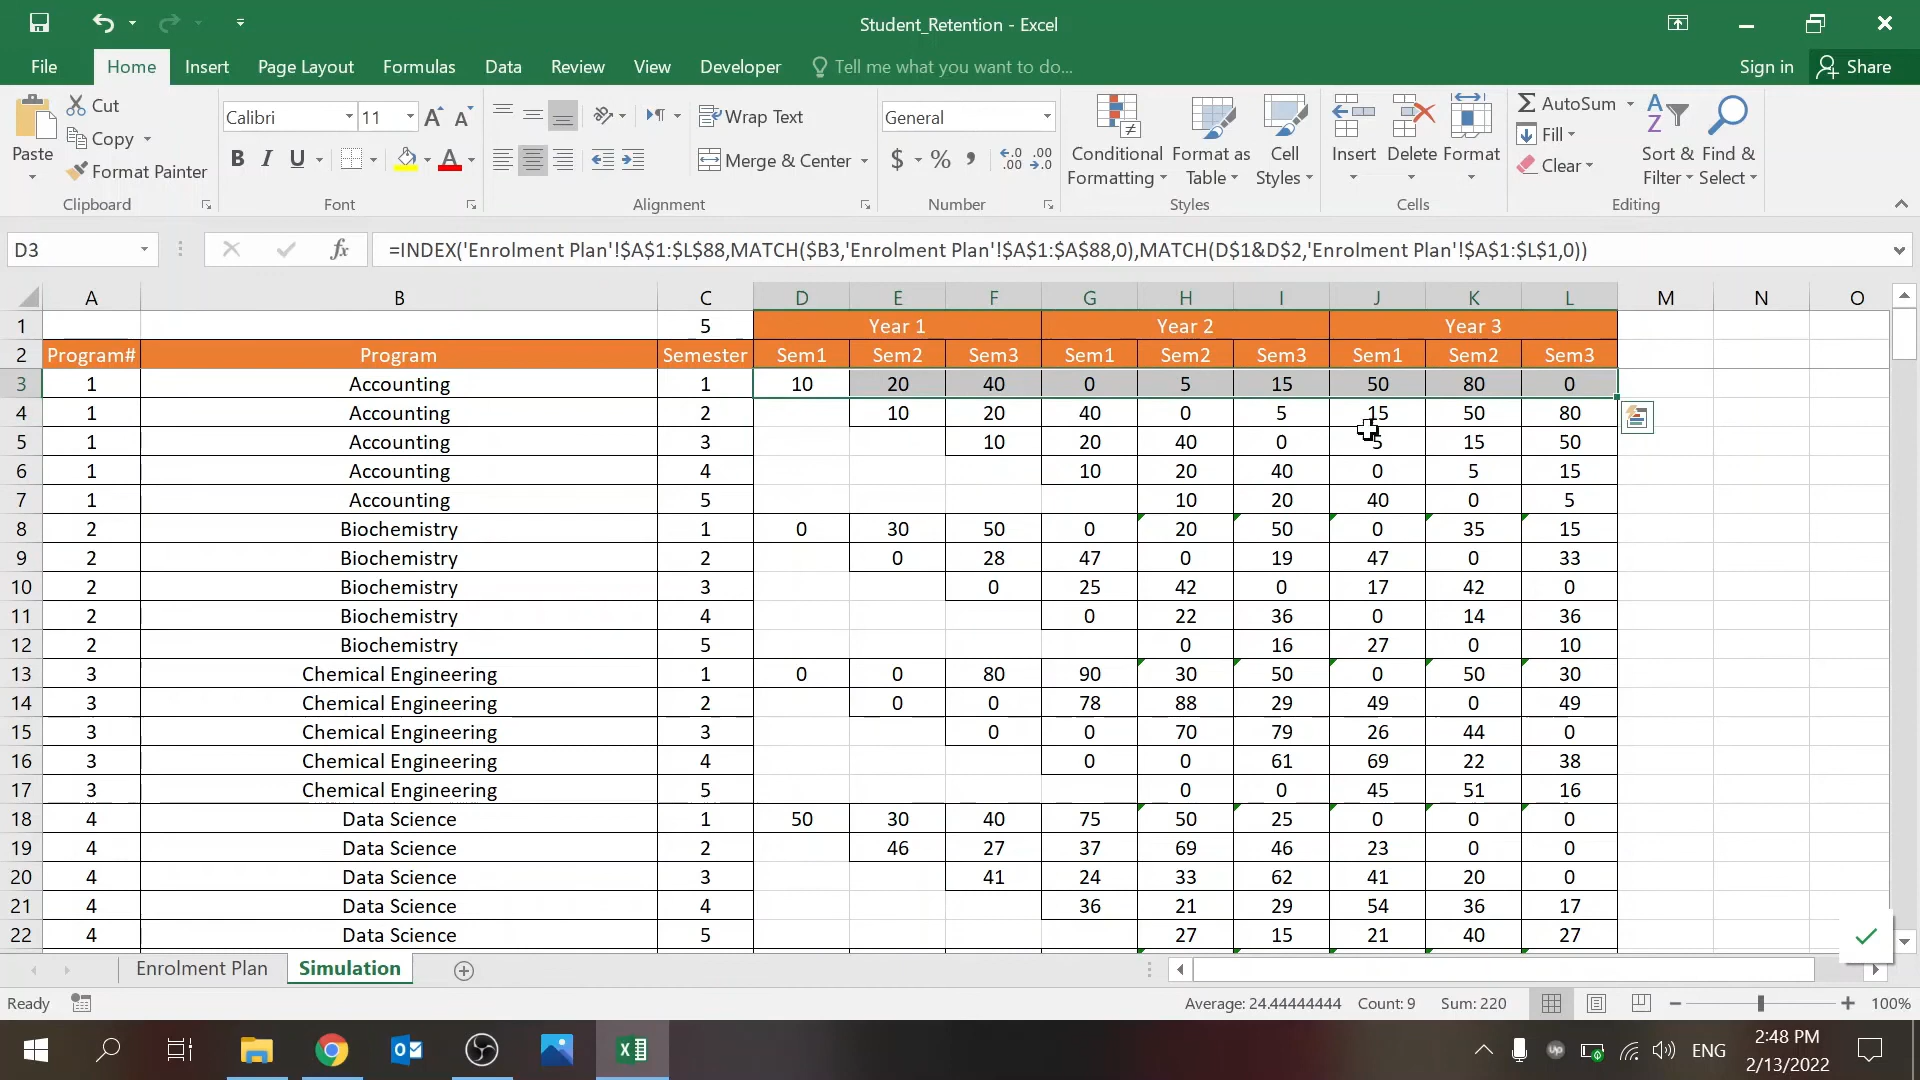 Student_Retention - Excel
File Home Insert Page Layout Formulas Data Review View Developer Tell me what you want to do... Sign in Share
Cut
Copy
Format Painter
Paste
Clipboard
Calibri 11
B I U
Font
Wrap Text
Merge & Center
Alignment
General
$ % ,
Number
Conditional Formatting
Format as Table
Cell Styles
Styles
Insert
Delete
Format
Cells
AutoSum
Fill
Clear
Sort & Filter
Find & Select
Editing
D3 fx =INDEX('Enrolment Plan'!$A$1:$L$88,MATCH($B3,'Enrolment Plan'!$A$1:$A$88,0),MATCH(D$1&D$2,'Enrolment Plan'!$A$1:$L$1,0))
A B C D E F G H I J K L M N O
1 5 Year 1 Year 2 Year 3
2 Program# Program Semester Sem1 Sem2 Sem3 Sem1 Sem2 Sem3 Sem1 Sem2 Sem3
3 1 Accounting 1 10 20 40 0 5 15 50 80 0
4 1 Accounting 2 10 20 40 0 5 15 50 80
5 1 Accounting 3 10 20 40 0 5 15 50
6 1 Accounting 4 10 20 40 0 5 15
7 1 Accounting 5 10 20 40 0 5
8 2 Biochemistry 1 0 30 50 0 20 50 0 35 15
9 2 Biochemistry 2 0 28 47 0 19 47 0 33
10 2 Biochemistry 3 0 25 42 0 17 42 0
11 2 Biochemistry 4 0 22 36 0 14 36
12 2 Biochemistry 5 0 16 27 0 10
13 3 Chemical Engineering 1 0 0 80 90 30 50 0 50 30
14 3 Chemical Engineering 2 0 0 78 88 29 49 0 49
15 3 Chemical Engineering 3 0 0 70 79 26 44 0
16 3 Chemical Engineering 4 0 0 61 69 22 38
17 3 Chemical Engineering 5 0 0 45 51 16
18 4 Data Science 1 50 30 40 75 50 25 0 0 0
19 4 Data Science 2 46 27 37 69 46 23 0 0
20 4 Data Science 3 41 24 33 62 41 20 0
21 4 Data Science 4 36 21 29 54 36 17
22 4 Data Science 5 27 15 21 40 27
Enrolment Plan Simulation
Ready Average: 24.44444444 Count: 9 Sum: 220 100%
ENG 2:48 PM
2/13/2022